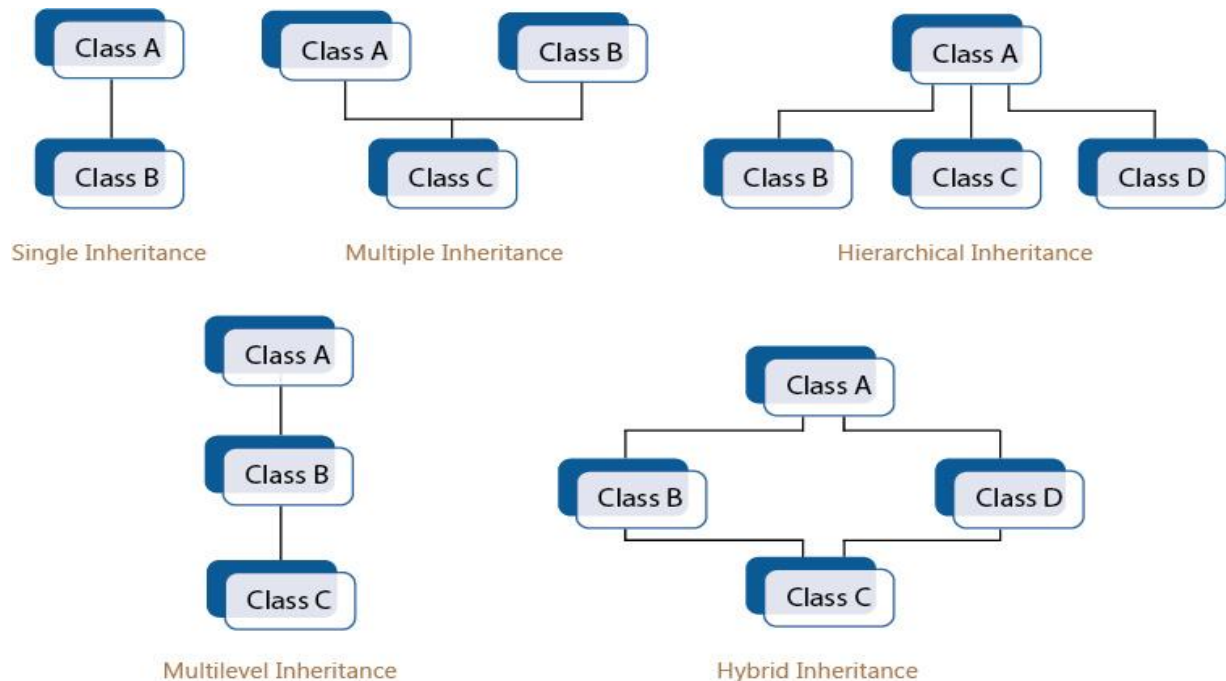 Class A
Class B
Single Inheritance
Class A
Class B
Class C
Multiple Inheritance
Class A
Class B
Class C
Class D
Hierarchical Inheritance
Class A
Class B
Class C
Multilevel Inheritance
Class A
Class B
Class D
Class C
Hybrid Inheritance